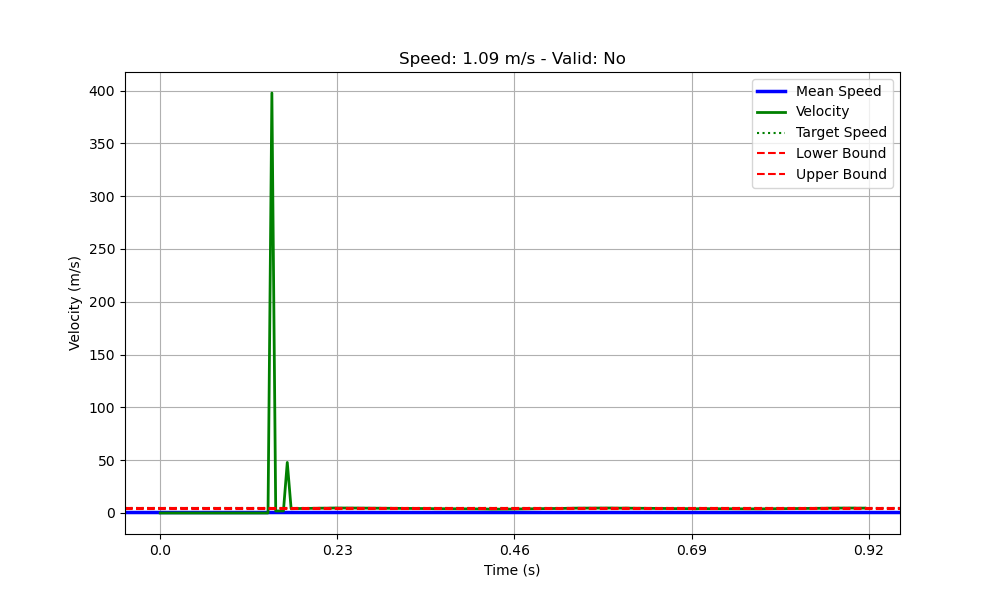 Speed: 1.09 m/s - Valid: No
Mean Speed
Velocity
Target Speed
Lower Bound
Upper Bound
400
350
300
250
200
150
100
50
0
Velocity (m/s)
0.0
0.23
0.46
0.69
0.92
Time (s)